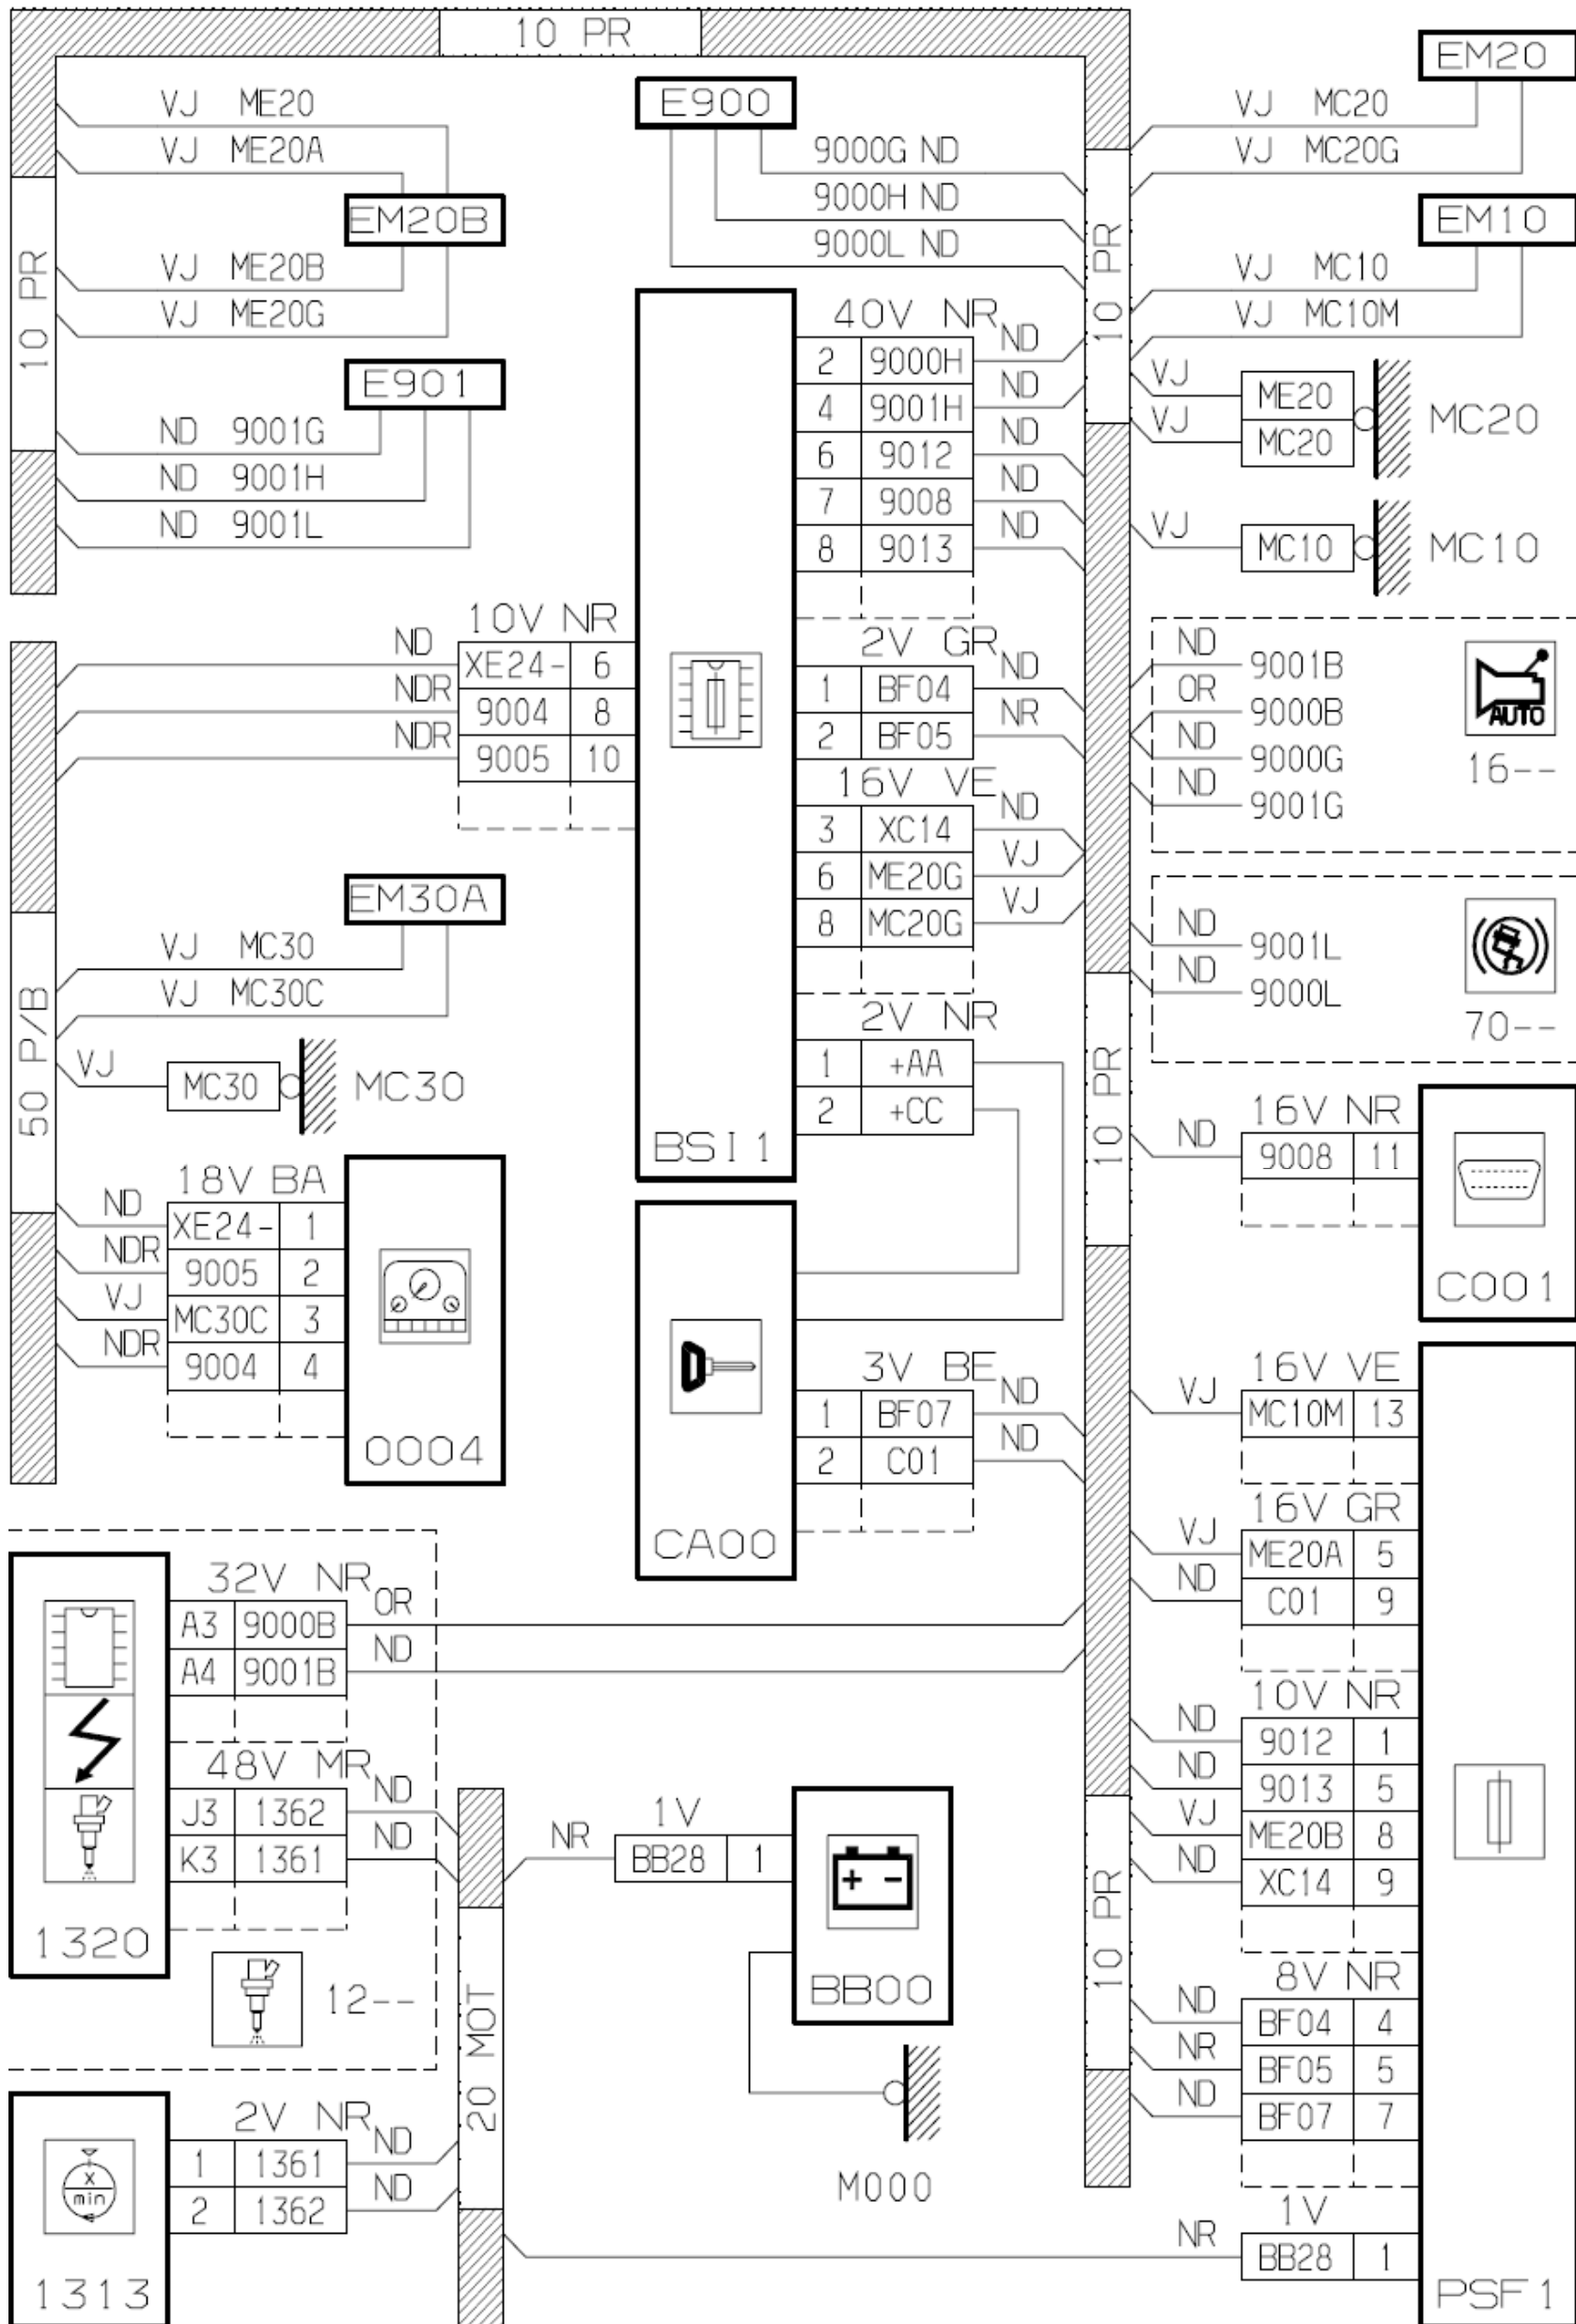 10 PR
EM20
VJ ME20
VJ ME20A
E900
VJ MC20
VJ MC20G
9000G ND
9000H ND
9000L ND
EM20B
EM10
10 PR
VJ ME20B
VJ ME20G
10 PR
VJ MC10
VJ MC10M
E901
ND 9001G
ND 9001H
ND 9001L
40V NR
2 9000H ND
4 9001H ND
6 9012 ND
7 9008 ND
8 9013 ND
VJ ME20
VJ MC20
MC20
VJ MC10
MC10
10V NR
ND XE24- 6
NDR 9004 8
NDR 9005 10
2V GR
1 BF04 ND
2 BF05 NR
16V VE
3 XC14 ND
6 ME20G VJ
8 MC20G VJ
2V NR
1 +AA
2 +CC
BSI 1
ND 9001B
OR 9000B
ND 9000G
ND 9001G
AUTO
16--
ND 9001L
ND 9000L
70--
EM30A
VJ MC30
VJ MC30C
50 P/B
VJ MC30
MC30
10 PR
16V NR
ND 9008 11
C001
18V BA
ND XE24- 1
NDR 9005 2
VJ MC30C 3
NDR 9004 4
0004
3V BE
1 BF07 ND
2 C01 ND
CA00
16V VE
VJ MC10M 13
16V GR
VJ ME20A 5
ND C01 9
10V NR
ND 9012 1
ND 9013 5
VJ ME20B 8
ND XC14 9
8V NR
ND BF04 4
NR BF05 5
ND BF07 7
1V
NR BB28 1
PSF 1
10 PR
32V NR
A3 9000B OR
A4 9001B ND
48V MR
J3 1362 ND
K3 1361 ND
1320
12--
1V
NR BB28 1
+ -
BB00
M000
20 MOT
2V NR
1 1361 ND
2 1362 ND
x
min
1313